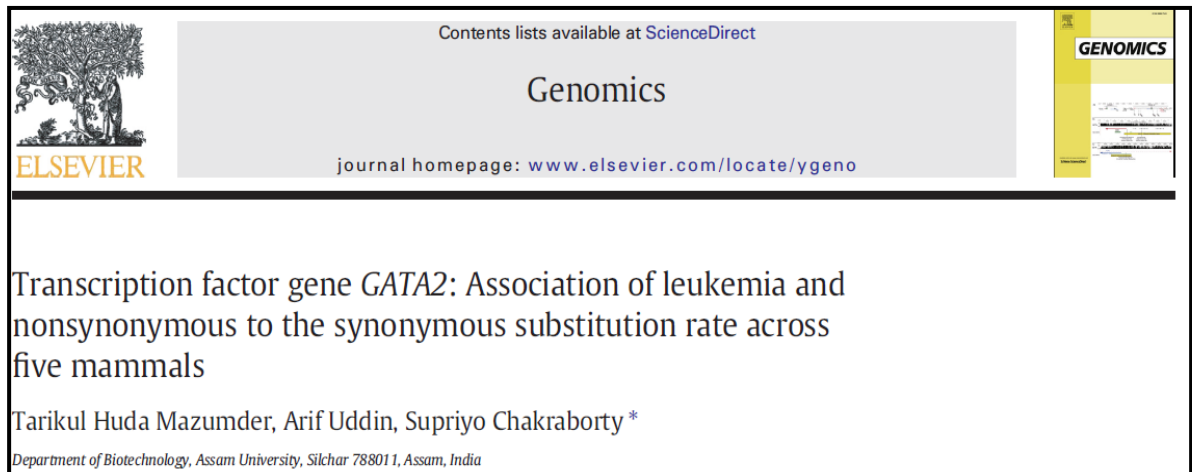 Contents lists available at ScienceDirect
Genomics
journal homepage: www.elsevier.com/locate/ygeno
ELSEVIER
GENOMICS
Transcription factor gene GATA2: Association of leukemia and
nonsynonymous to the synonymous substitution rate across
five mammals
Tarikul Huda Mazumder, Arif Uddin, Supriyo Chakraborty *
Department of Biotechnology, Assam University, Silchar 788011, Assam, India